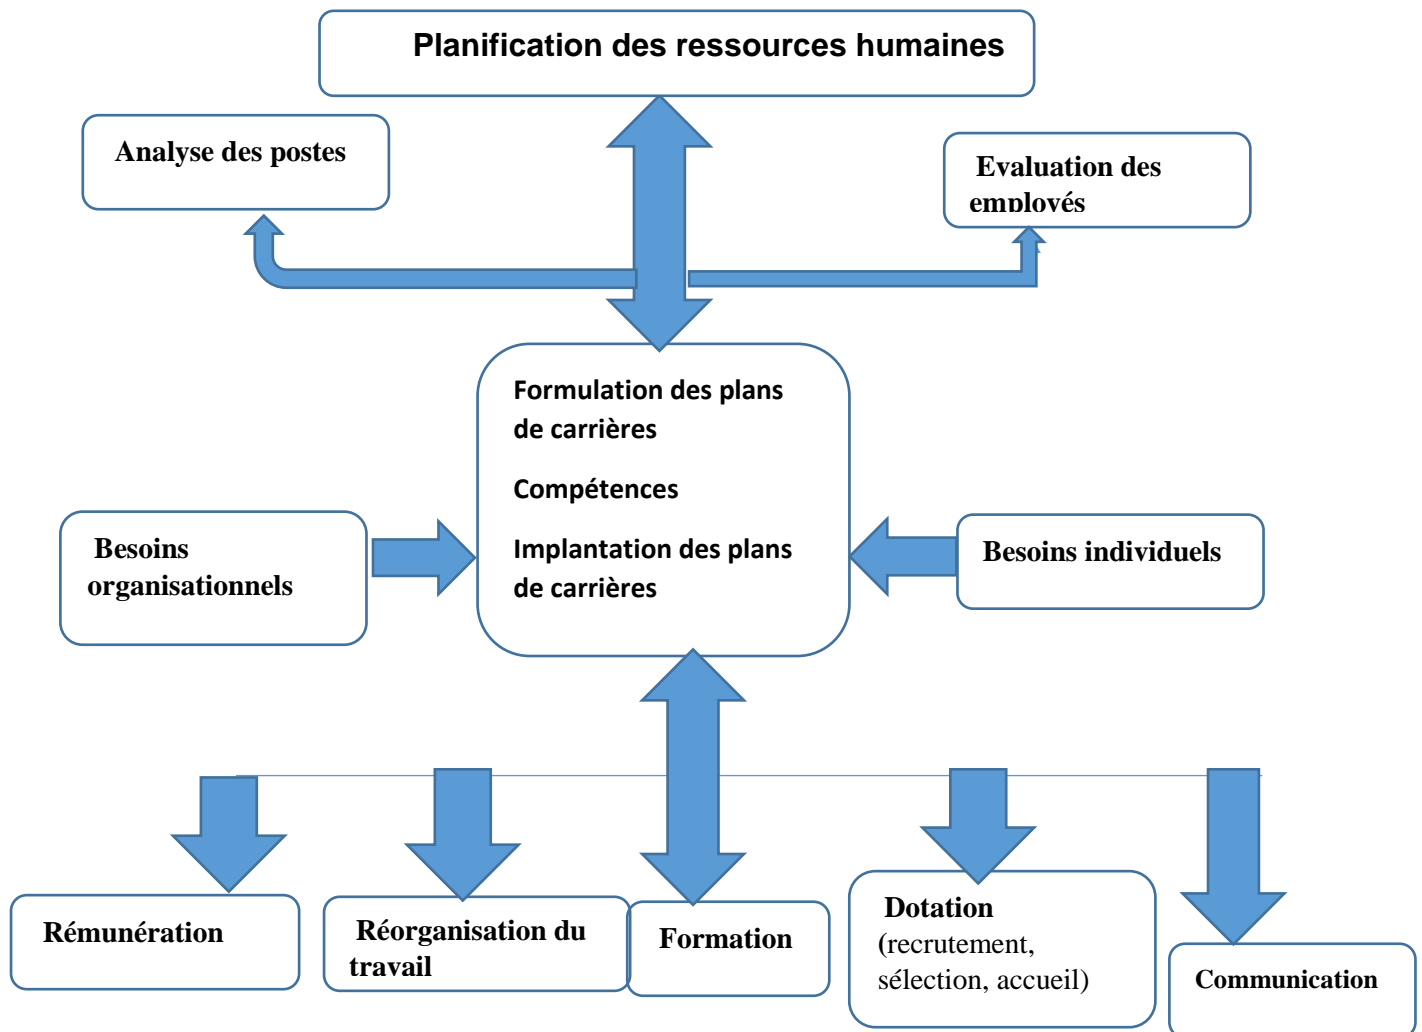 Planification des ressources humaines
Analyse des postes
Evaluation des
employés
Formulation des plans
de carrières
Compétences
Implantation des plans
de carrières
Besoins
organisationnels
Besoins individuels
Rémunération
Réorganisation du
travail
Formation
Dotation
(recrutement,
sélection, accueil)
Communication